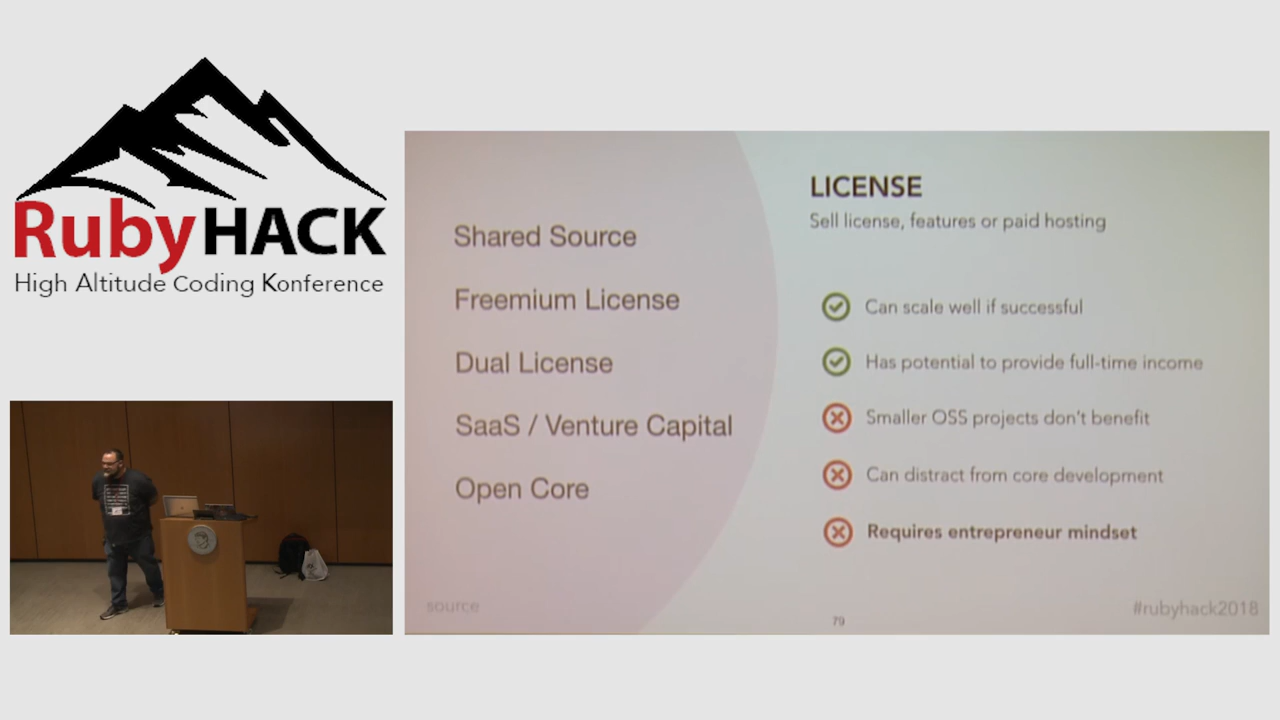 RubyHACK
High Altitude Coding Konference
Shared Source
Freemium License
Dual License
SaaS / Venture Capital
Open Core
source
LICENSE
Sell license, features or paid hosting
Can scale well if successful
Has potential to provide full-time income
Smaller OSS projects don't benefit
Can distract from core development
Requires entrepreneur mindset
79
#rubyhack2018